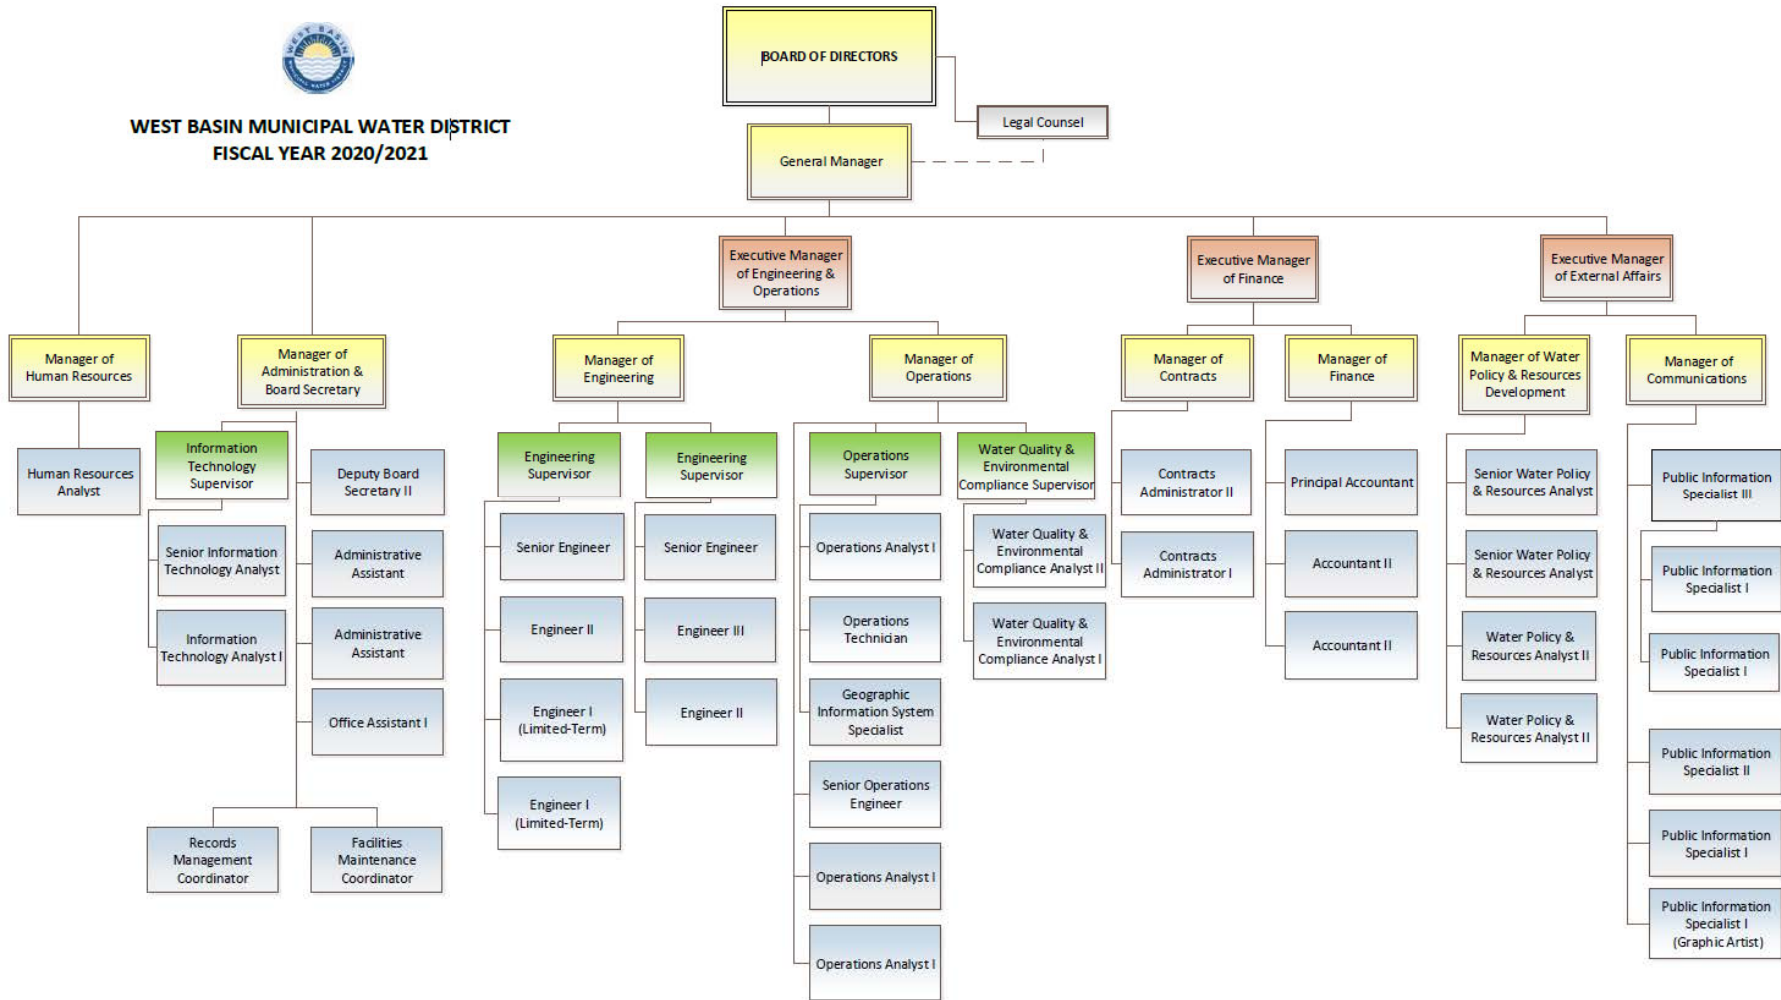 WEST BASIN
MUNICIPAL WATER DISTRICT
WEST BASIN MUNICIPAL WATER DISTRICT
FISCAL YEAR 2020/2021
BOARD OF DIRECTORS
Legal Counsel
General Manager
Executive Manager
of Engineering &
Operations
Executive Manager
of Finance
Executive Manager
of External Affairs
Manager of
Human Resources
Manager of
Administration &
Board Secretary
Manager of
Engineering
Manager of
Operations
Manager of
Contracts
Manager of
Finance
Manager of Water
Policy & Resources
Development
Manager of
Communications
Human Resources
Analyst
Information
Technology
Supervisor
Senior Information
Technology Analyst
Information
Technology Analyst I
Deputy Board
Secretary II
Administrative
Assistant
Administrative
Assistant
Office Assistant I
Records
Management
Coordinator
Facilities
Maintenance
Coordinator
Engineering
Supervisor
Senior Engineer
Engineer II
Engineer I
(Limited-Term)
Engineer I
(Limited-Term)
Engineering
Supervisor
Senior Engineer
Engineer III
Engineer II
Operations
Supervisor
Operations Analyst I
Operations
Technician
Geographic
Information System
Specialist
Senior Operations
Engineer
Operations Analyst I
Operations Analyst I
Water Quality &
Environmental
Compliance Supervisor
Water Quality &
Environmental
Compliance Analyst II
Water Quality &
Environmental
Compliance Analyst I
Contracts
Administrator II
Contracts
Administrator I
Principal Accountant
Accountant II
Accountant II
Senior Water Policy
& Resources Analyst
Senior Water Policy
& Resources Analyst
Water Policy &
Resources Analyst II
Water Policy &
Resources Analyst II
Public Information
Specialist III
Public Information
Specialist I
Public Information
Specialist I
Public Information
Specialist II
Public Information
Specialist I
Public Information
Specialist I
(Graphic Artist)